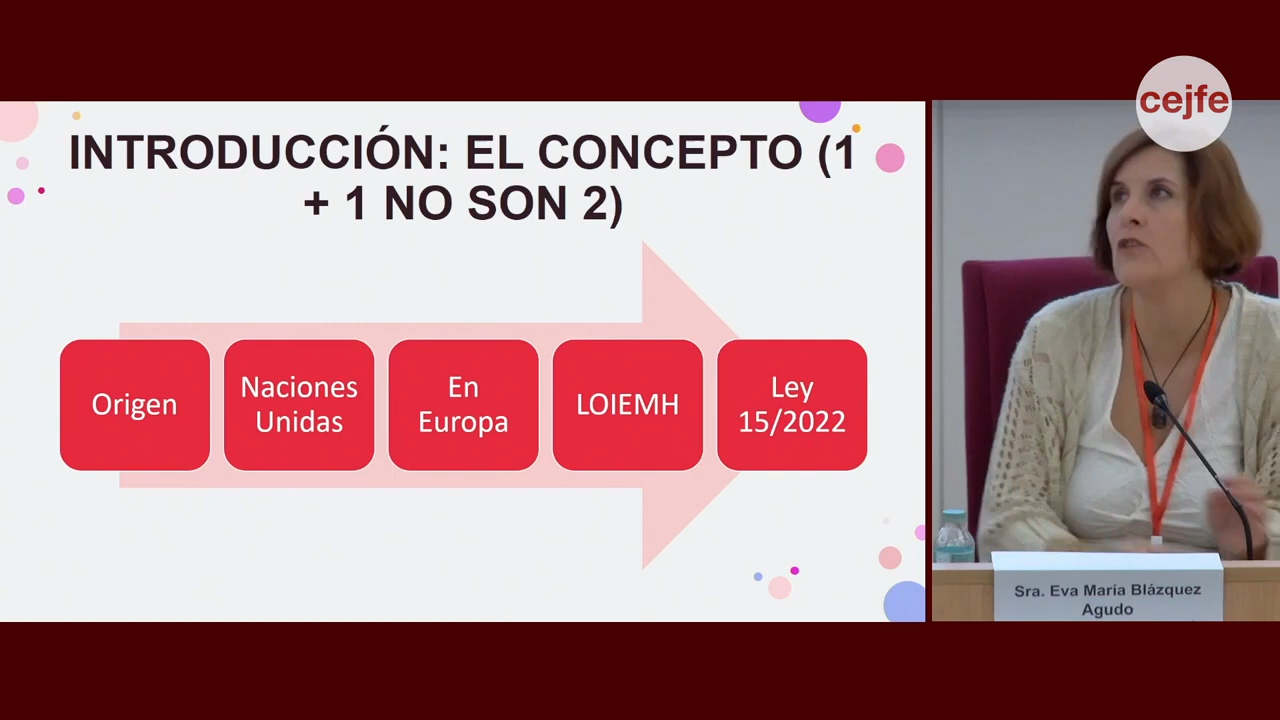 INTRODUCCIÓN: EL CONCEPTO (1
+ 1 NO SON 2)
Origen
Naciones
Unidas
En
Europa
LOIEMH
Ley
15/2022
cejfe
Sra. Eva María Blázquez
Agudo